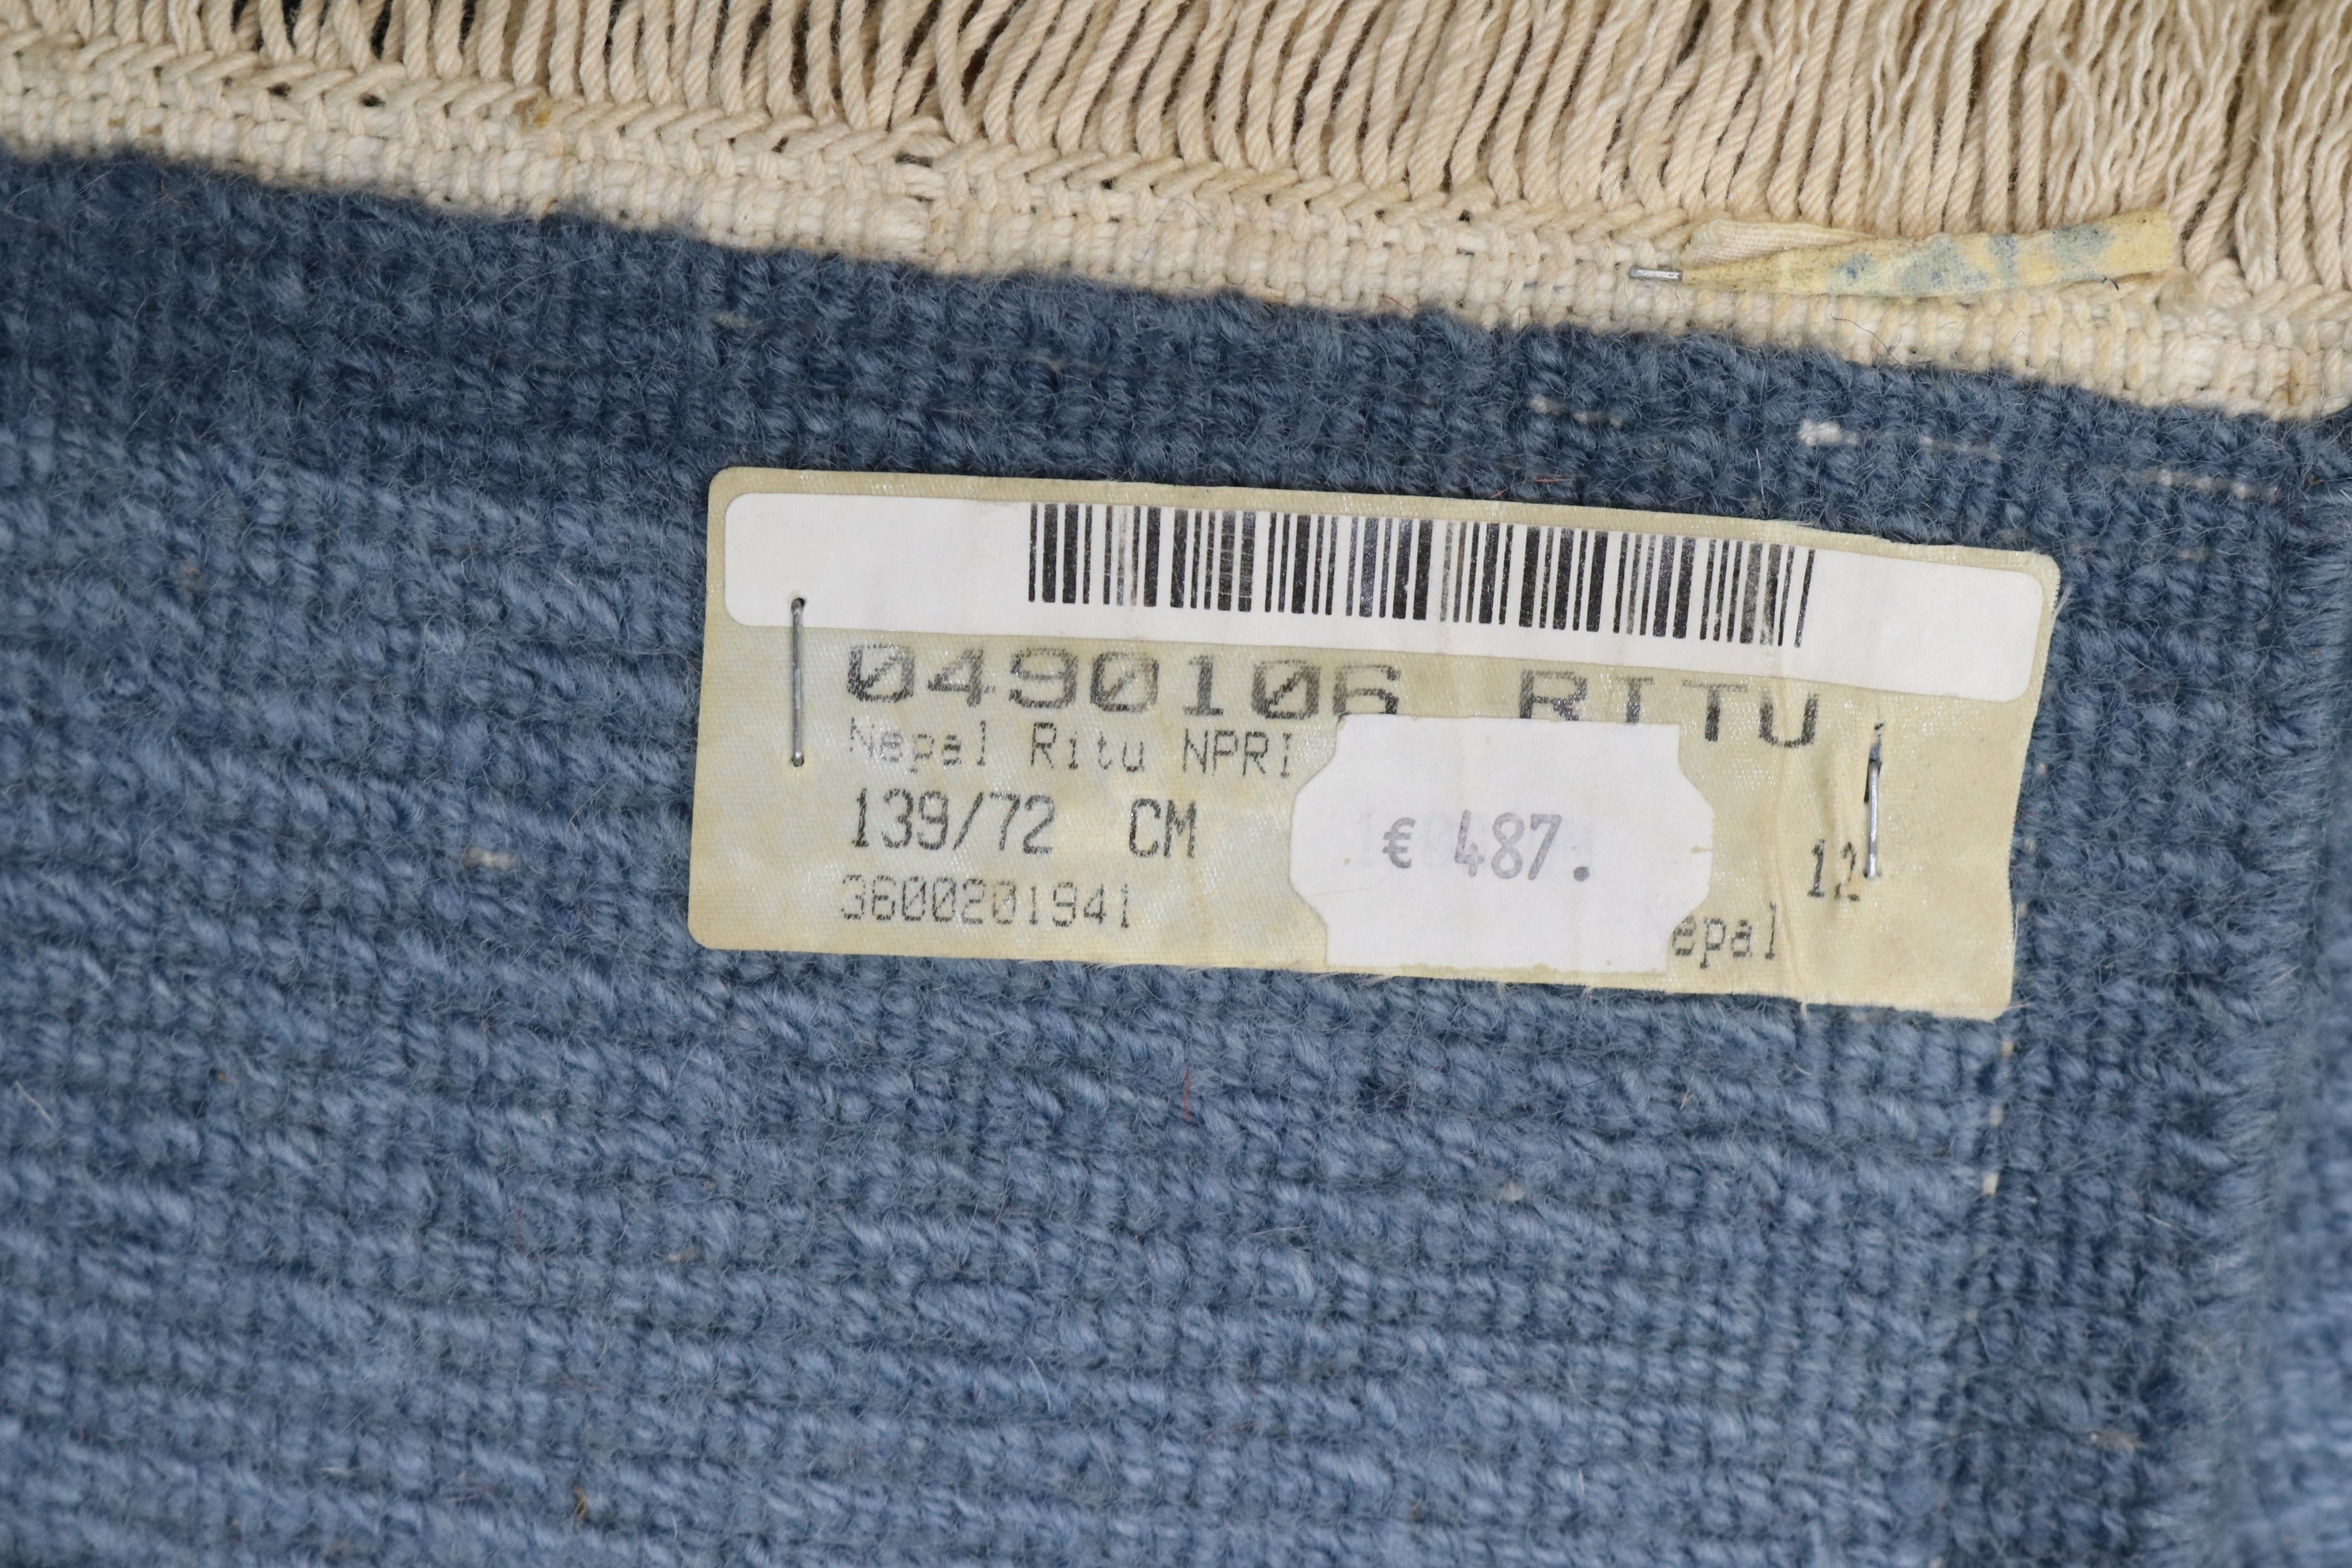 0490106 RITU
Nepal Ritu NPRI
139/72 CM
€ 487.
12
3600201941
epal